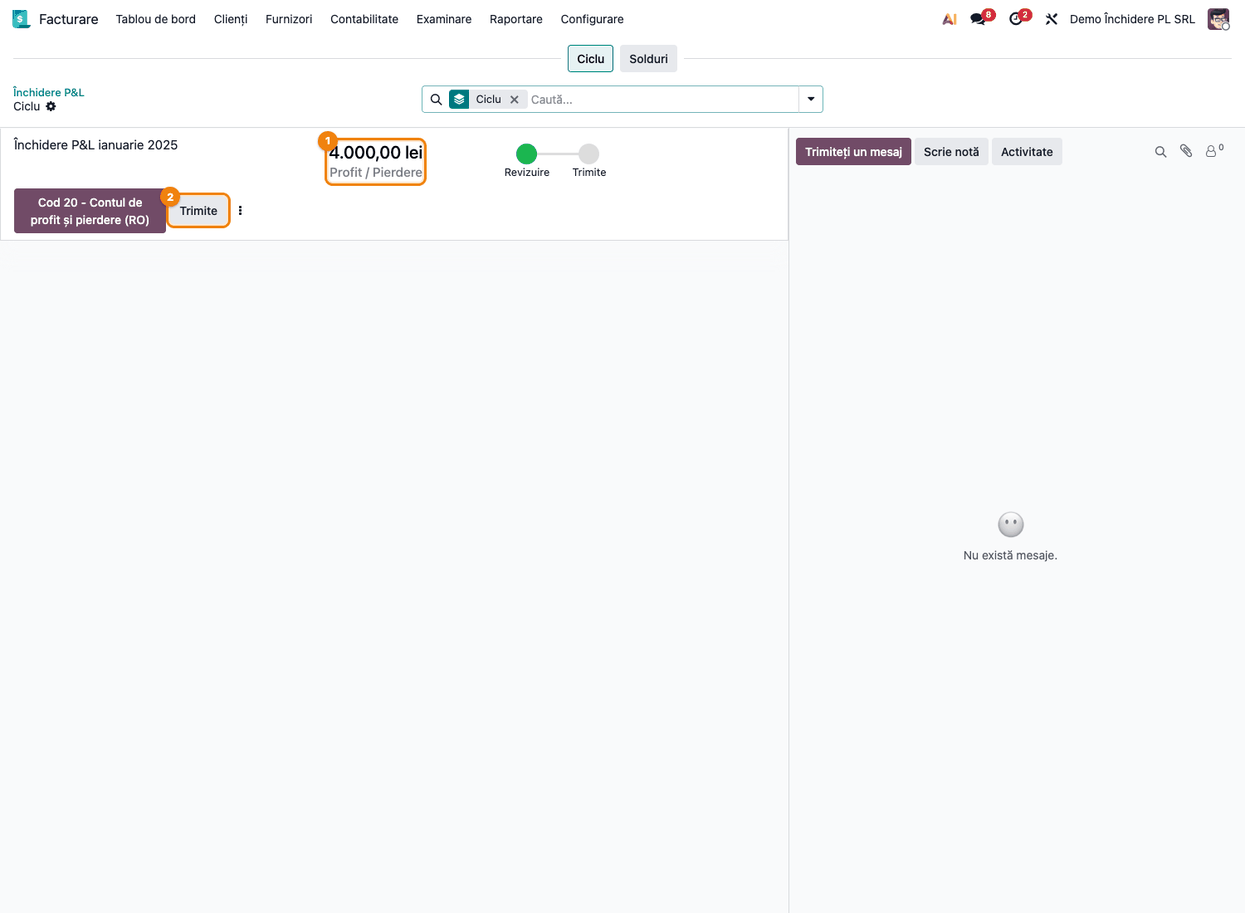 Facturare Tablou de bord Clienți Furnizori Contabilitate Examinare Raportare Configurare AI 8 2 Demo Închidere PL SRL
Ciclu Solduri
Închidere P&L
Ciclu
Ciclu Caută...
Închidere P&L ianuarie 2025
1
4.000,00 lei
Profit / Pierdere
Revizuire Trimite
Cod 20 - Contul de
profit și pierdere (RO)
2
Trimite
Trimiteți un mesaj Scrie notă Activitate 0
Nu există mesaje.